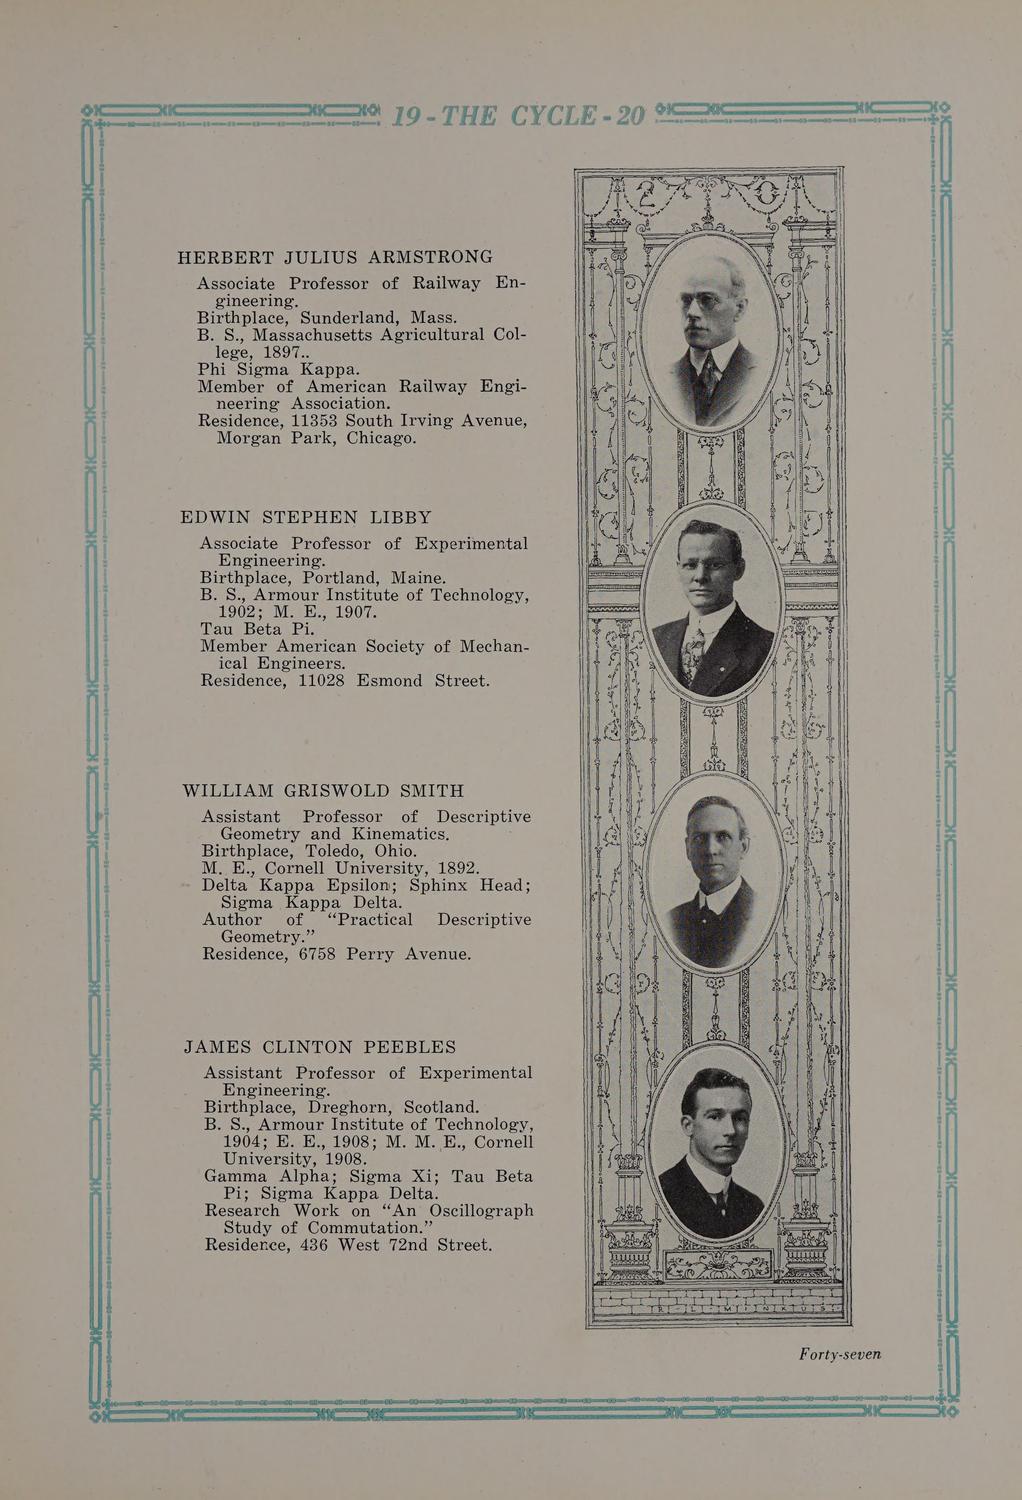 19-THE CYCLE-20
HERBERT JULIUS ARMSTRONG
Associate Professor of Railway En-
gineering.
Birthplace, Sunderland, Mass.
B. S., Massachusetts Agricultural Col-
lege, 1897..
Phi Sigma Kappa.
Member of American Railway Engi-
neering Association.
Residence, 11353 South Irving Avenue,
Morgan Park, Chicago.
EDWIN STEPHEN LIBBY
Associate Professor of Experimental
Engineering.
Birthplace, Portland, Maine.
B. S., Armour Institute of Technology,
1902; M. E., 1907.
Tau Beta Pi.
Member American Society of Mechan-
ical Engineers.
Residence, 11028 Esmond Street.
WILLIAM GRISWOLD SMITH
Assistant Professor of Descriptive
Geometry and Kinematics.
Birthplace, Toledo, Ohio.
M. E., Cornell University, 1892.
Delta Kappa Epsilon; Sphinx Head;
Sigma Kappa Delta.
Author of “Practical Descriptive
Geometry.”
Residence, 6758 Perry Avenue.
JAMES CLINTON PEEBLES
Assistant Professor of Experimental
Engineering.
Birthplace, Dreghorn, Scotland.
B. S., Armour Institute of Technology,
1904; E. E., 1908; M. M. E., Cornell
University, 1908.
Gamma Alpha; Sigma Xi; Tau Beta
Pi; Sigma Kappa Delta.
Research Work on “An Oscillograph
Study of Commutation.”
Residence, 436 West 72nd Street.
2 0
Forty-seven